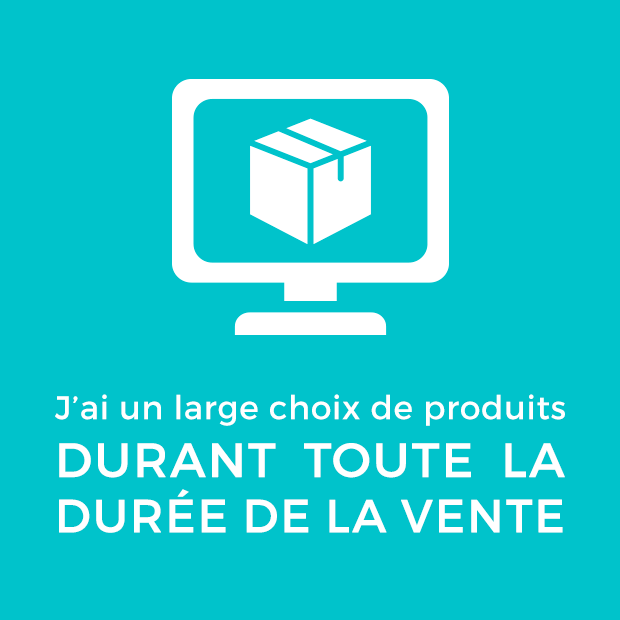 J’ai un large choix de produits
DURANT TOUTE LA
DURÉE DE LA VENTE